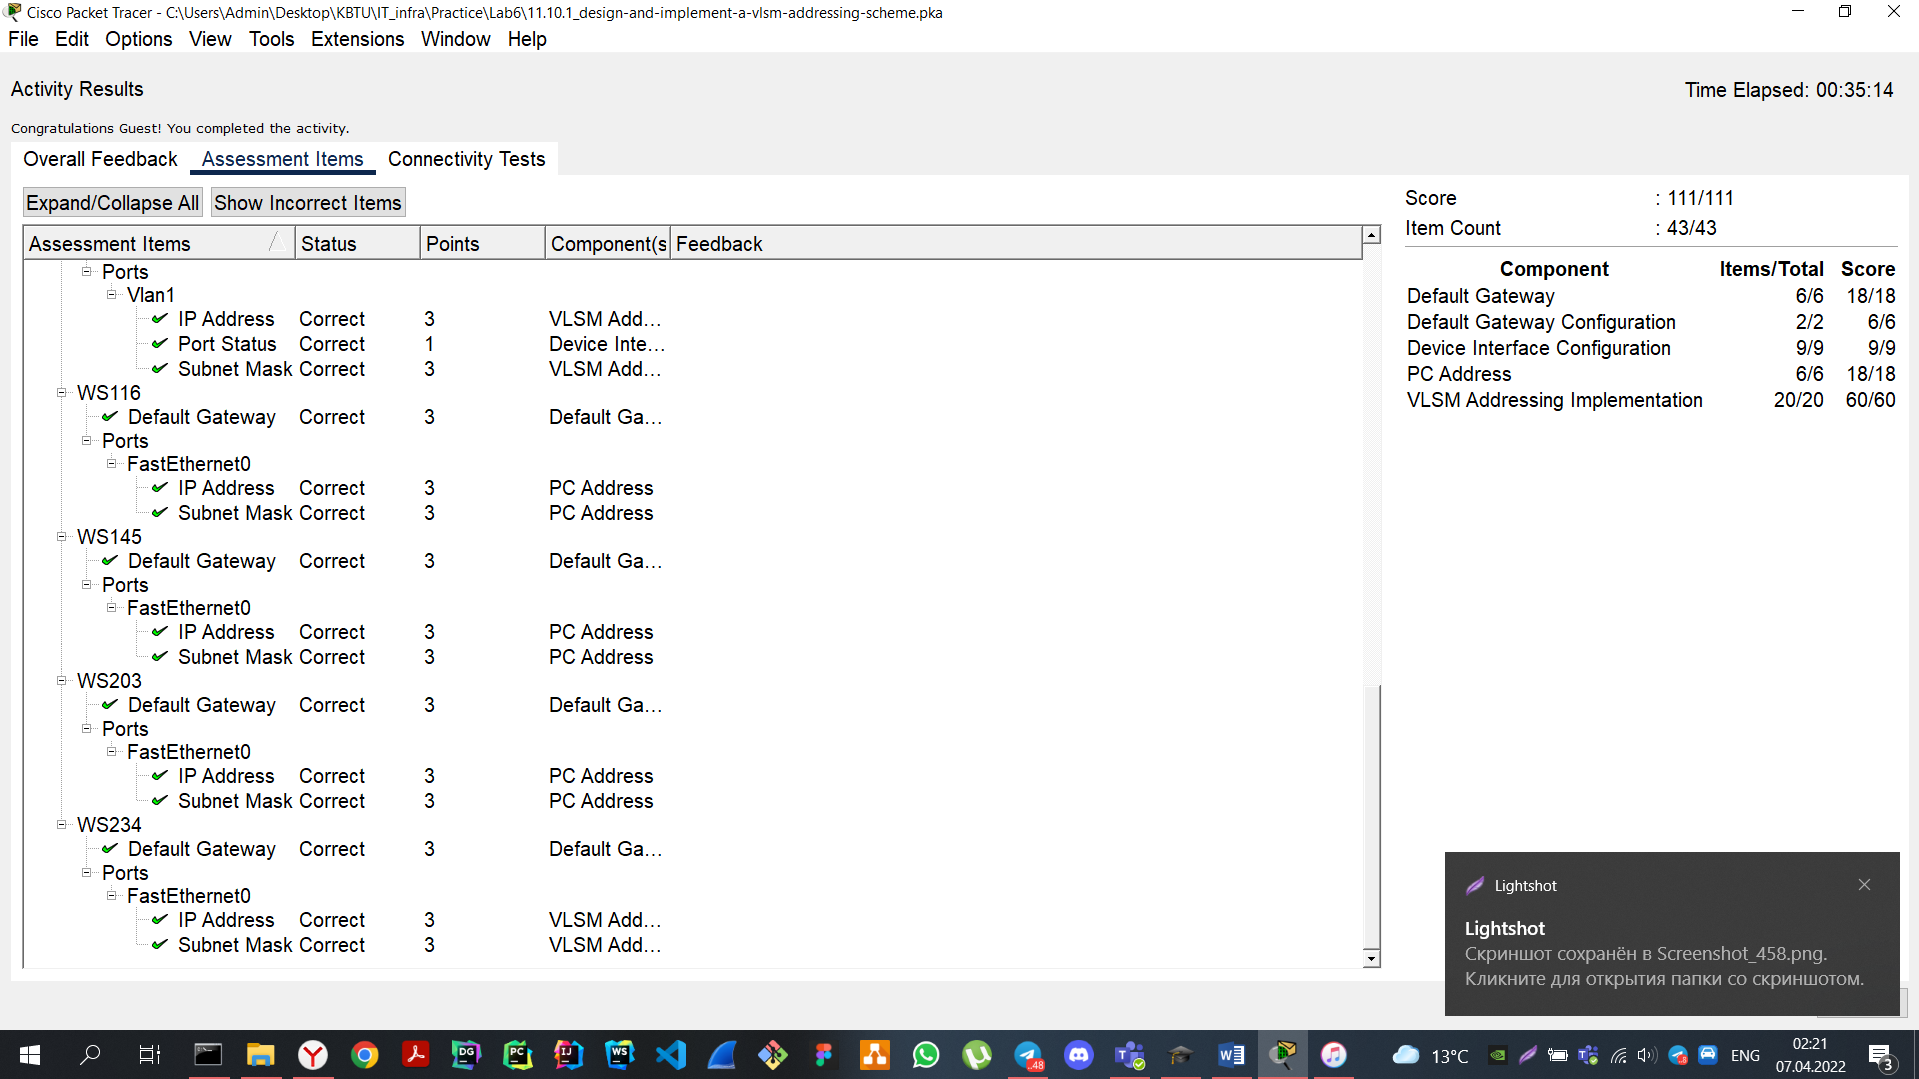 Cisco Packet Tracer - C:\Users\Admin\Desktop\KBTU\IT_infra\Practice\Lab6\11.10.1_design-and-implement-a-vlsm-addressing-scheme.pka
File Edit Options View Tools Extensions Window Help
Activity Results
Time Elapsed: 00:35:14
Congratulations Guest! You completed the activity.
Overall Feedback Assessment Items Connectivity Tests
Expand/Collapse All Show Incorrect Items
Assessment Items Status Points Component(s Feedback
Ports
Vlan1
IP Address Correct 3 VLSM Add...
Port Status Correct 1 Device Inte...
Subnet Mask Correct 3 VLSM Add...
WS116
Default Gateway Correct 3 Default Ga...
Ports
FastEthernet0
IP Address Correct 3 PC Address
Subnet Mask Correct 3 PC Address
WS145
Default Gateway Correct 3 Default Ga...
Ports
FastEthernet0
IP Address Correct 3 PC Address
Subnet Mask Correct 3 PC Address
WS203
Default Gateway Correct 3 Default Ga...
Ports
FastEthernet0
IP Address Correct 3 PC Address
Subnet Mask Correct 3 PC Address
WS234
Default Gateway Correct 3 Default Ga...
Ports
FastEthernet0
IP Address Correct 3 VLSM Add...
Subnet Mask Correct 3 VLSM Add...
Score : 111/111
Item Count : 43/43
Component Items/Total Score
Default Gateway 6/6 18/18
Default Gateway Configuration 2/2 6/6
Device Interface Configuration 9/9 9/9
PC Address 6/6 18/18
VLSM Addressing Implementation 20/20 60/60
Lightshot
Lightshot
Скриншот сохранён в Screenshot_458.png.
Кликните для открытия папки со скриншотом.
DG PC IJ WS 48 13°C ENG
02:21
07.04.2022
3